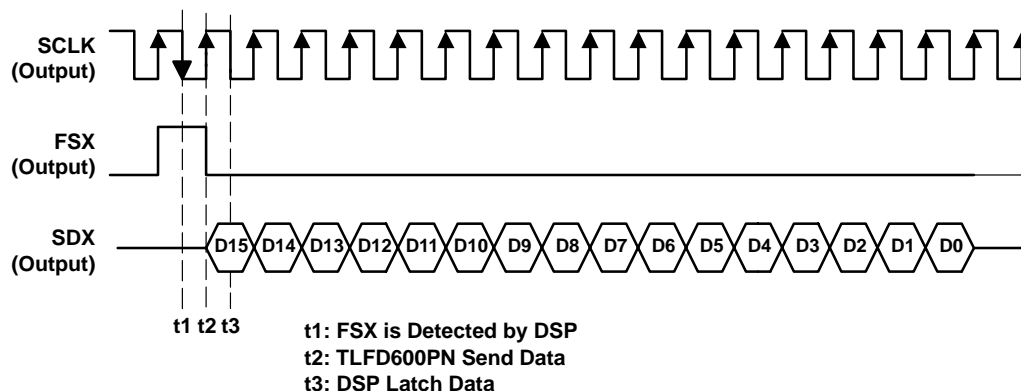 SCLK
(Output)
FSX
(Output)
SDX
(Output)
D15 D14 D13 D12 D11 D10 D9 D8 D7 D6 D5 D4 D3 D2 D1 D0
t1 t2 t3
t1: FSX is Detected by DSP
t2: TLFD600PN Send Data
t3: DSP Latch Data